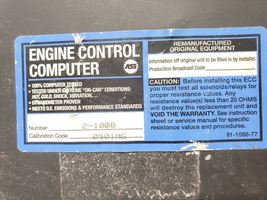 ENGINE CONTROL
COMPUTER
ASE
• 100% COMPUTER TESTED
• TESTED UNDER EXTREME "ON-CAR" CONDITIONS:
HOT, COLD, SHOCK, VIBRATION...
• DYNAMOMETER PROVEN
• MEETS O.E. EMISSIONS & PERFORMANCE STANDARDS
Number 2-1008
Calibration Code 0901MG
REMANUFACTURED
ORIGINAL EQUIPMENT
Information off original unit to be filled in by installer:
Production Broadcast Code
CAUTION: Before installing this ECC
you must test all solenoids/relays for
proper resistance values. Any
resistance value(s) less than 20 OHMS
will destroy the replacement unit and
VOID THE WARRANTY. See instruction
sheet or service manual for specific
resistance values required.
91-1088-77